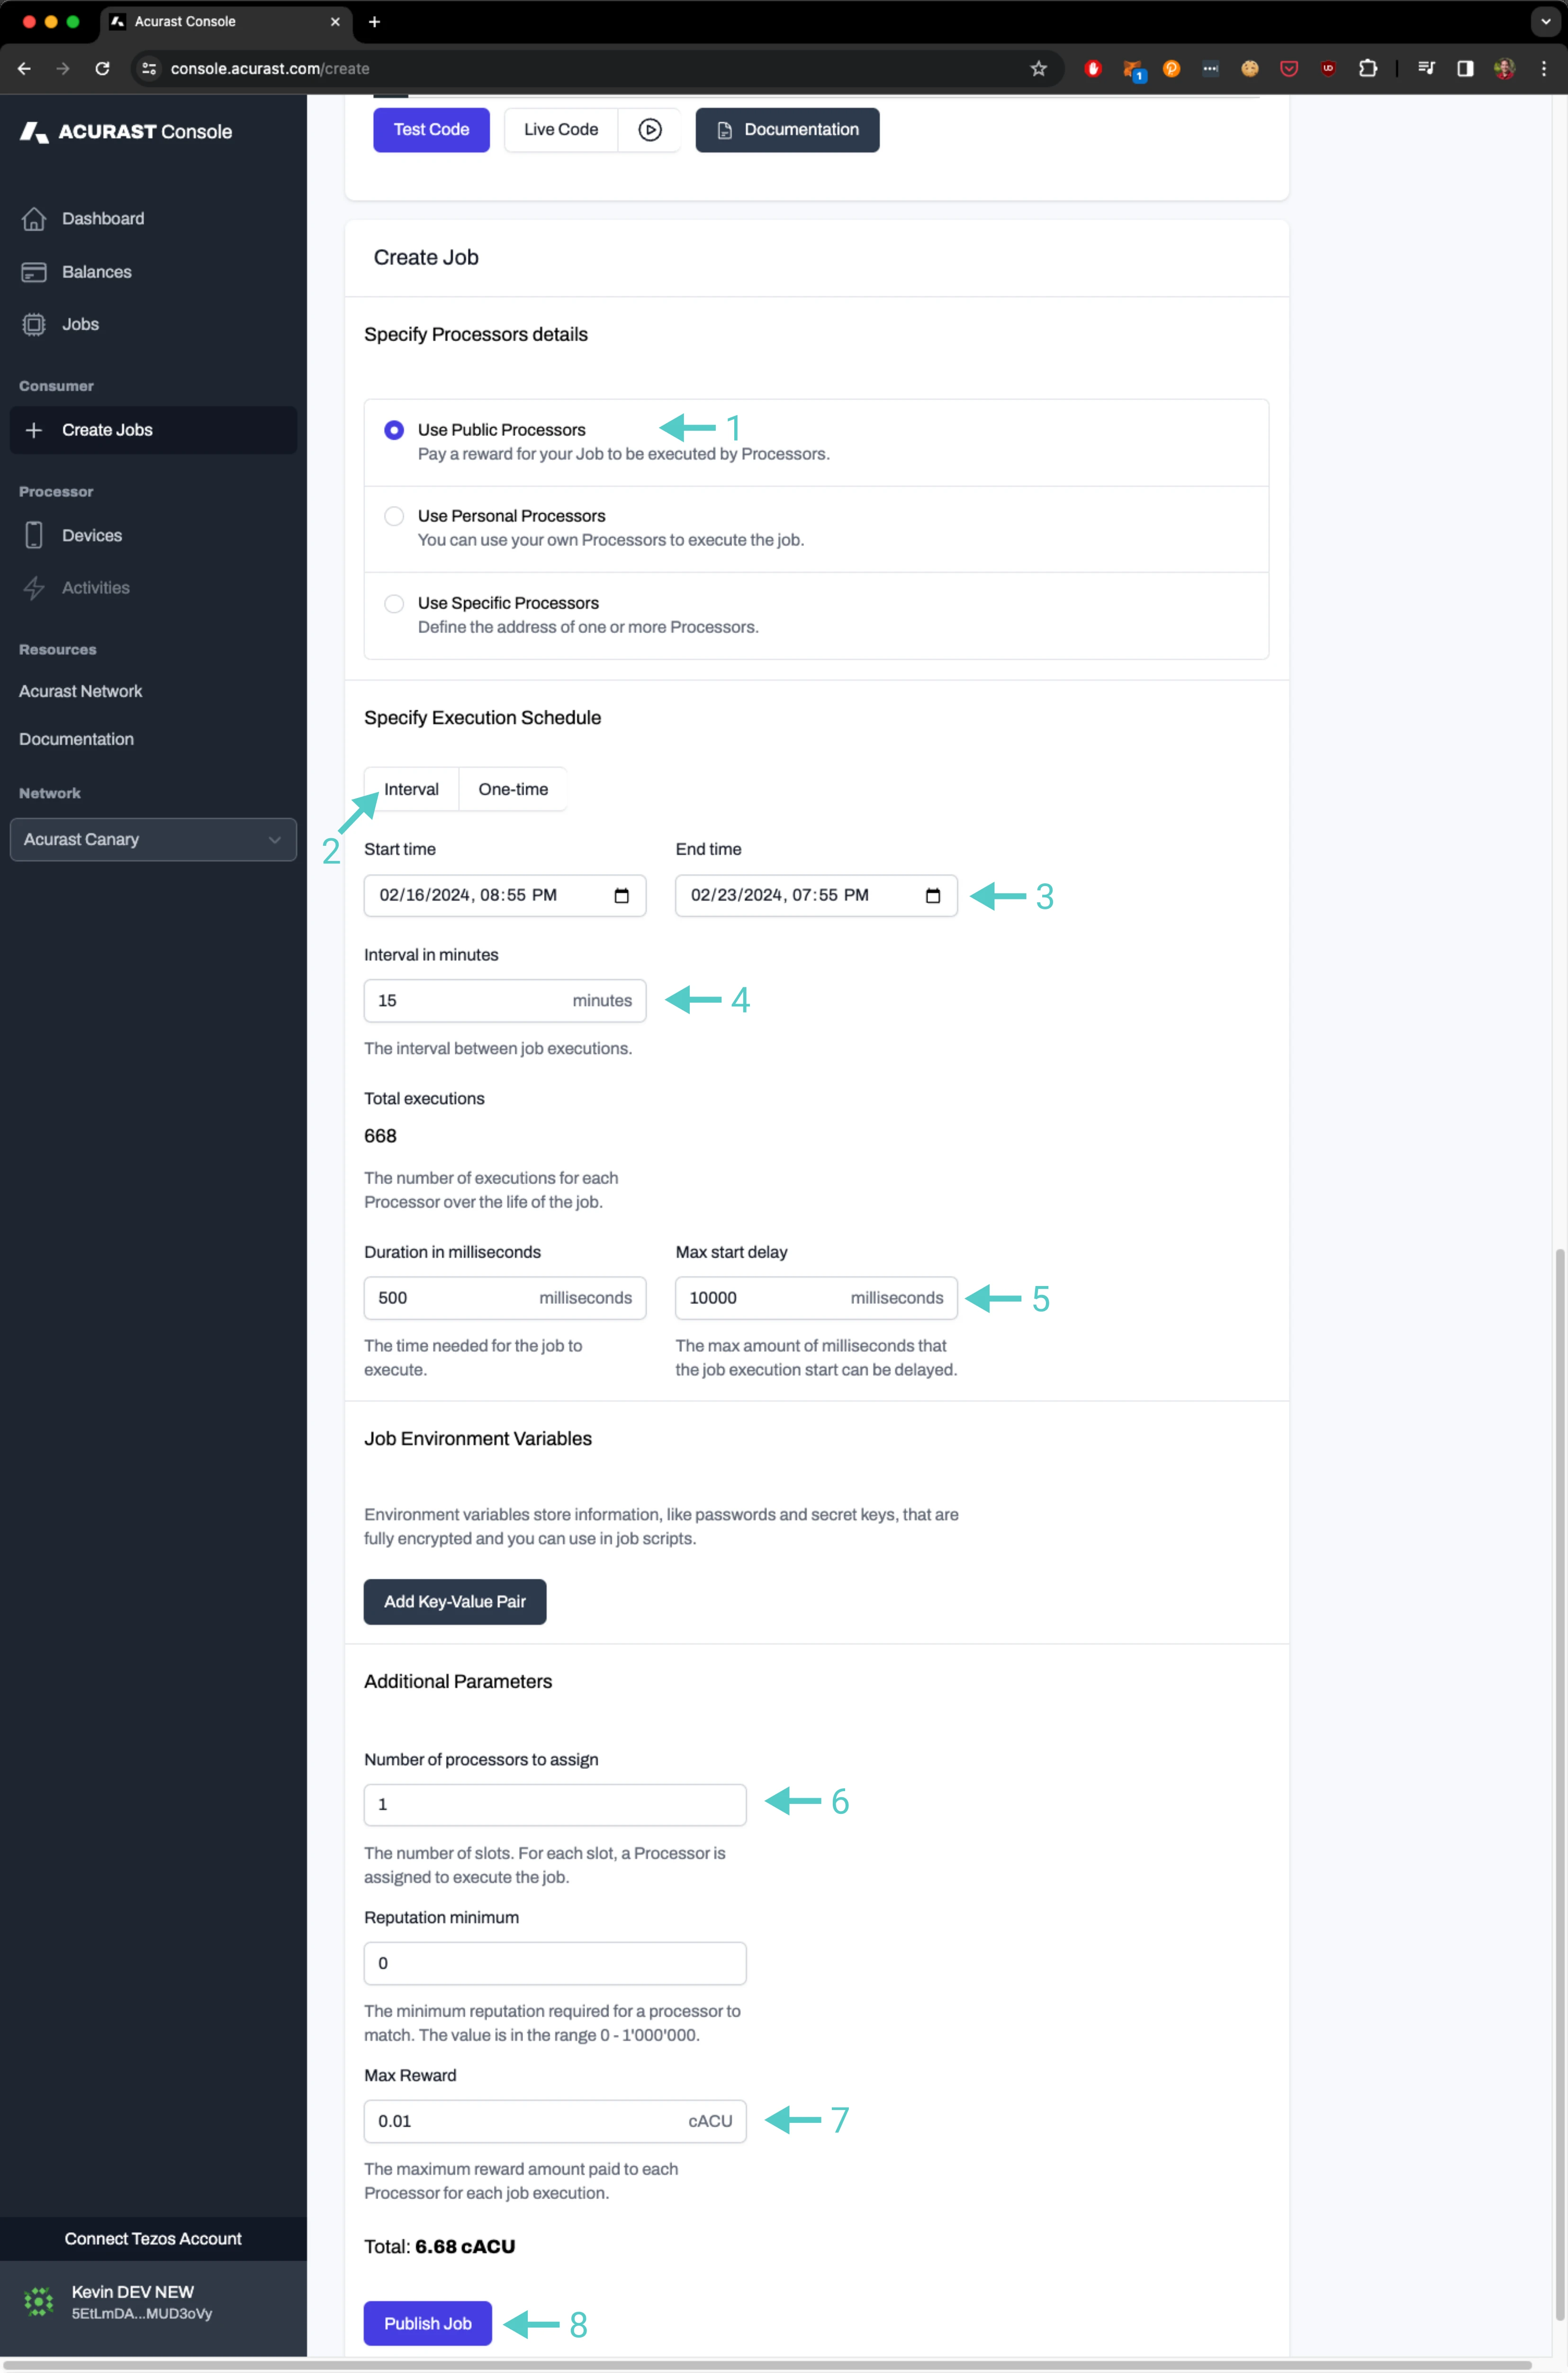 Acurast Console
console.acurast.com/create
1
UD
ACURAST Console
Dashboard
Balances
Jobs
Consumer
Create Jobs
Processor
Devices
Activities
Resources
Acurast Network
Documentation
Network
Acurast Canary
Connect Tezos Account
Kevin DEV NEW
5EtLmDA...MUD3oVy
Test Code
Live Code
Documentation
Create Job
Specify Processors details
Use Public Processors
1
Pay a reward for your Job to be executed by Processors.
Use Personal Processors
You can use your own Processors to execute the job.
Use Specific Processors
Define the address of one or more Processors.
Specify Execution Schedule
Interval One-time
2
Start time End time
02/16/2024, 08:55 PM 02/23/2024, 07:55 PM 3
Interval in minutes
15 minutes 4
The interval between job executions.
Total executions
668
The number of executions for each
Processor over the life of the job.
Duration in milliseconds
500 milliseconds
The time needed for the job to
execute.
Max start delay
10000 milliseconds 5
The max amount of milliseconds that
the job execution start can be delayed.
Job Environment Variables
Environment variables store information, like passwords and secret keys, that are
fully encrypted and you can use in job scripts.
Add Key-Value Pair
Additional Parameters
Number of processors to assign
1 6
The number of slots. For each slot, a Processor is
assigned to execute the job.
Reputation minimum
0
The minimum reputation required for a processor to
match. The value is in the range 0 - 1'000'000.
Max Reward
0.01 cACU 7
The maximum reward amount paid to each
Processor for each job execution.
Total: 6.68 cACU
Publish Job 8